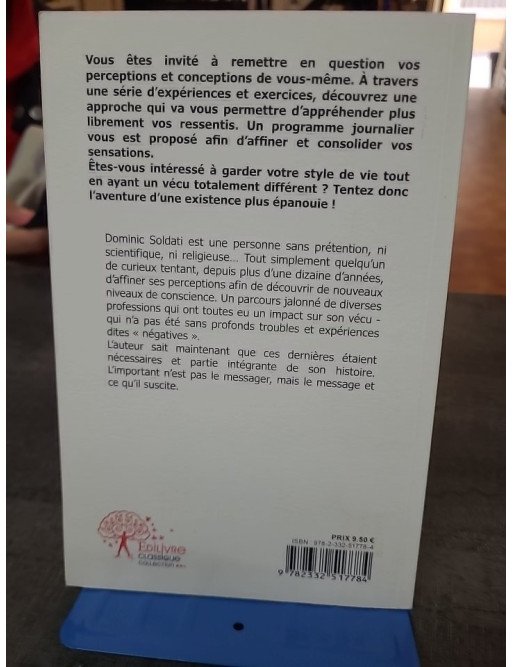 Vous êtes invité à remettre en question vos
perceptions et conceptions de vous-même. À travers
une série d'expériences et exercices, découvrez une
approche qui va vous permettre d'appréhender plus
librement vos ressentis. Un programme journalier
vous est proposé afin d'affiner et consolider vos
sensations.
Êtes-vous intéressé à garder votre style de vie tout
en ayant un vécu totalement différent ? Tentez donc
l'aventure d'une existence plus épanouie !
Dominic Soldati est une personne sans prétention, ni
scientifique, ni religieuse... Tout simplement quelqu'un
de curieux tentant, depuis plus d'une dizaine d'années,
d'affiner ses perceptions afin de découvrir de nouveaux
niveaux de conscience. Un parcours jalonné de diverses
professions qui ont toutes eu un impact sur son vécu -
qui n'a pas été sans profonds troubles et expériences
dites « négatives ».
L'auteur sait maintenant que ces dernières étaient
nécessaires et partie intégrante de son histoire.
L'important n'est pas le messager, mais le message et
ce qu'il suscite.
EDILIVRE
CLASSIQUE
COLLECTION
PRIX 9.50 €
ISBN 978-2-332-51778-4
9 782332 517784